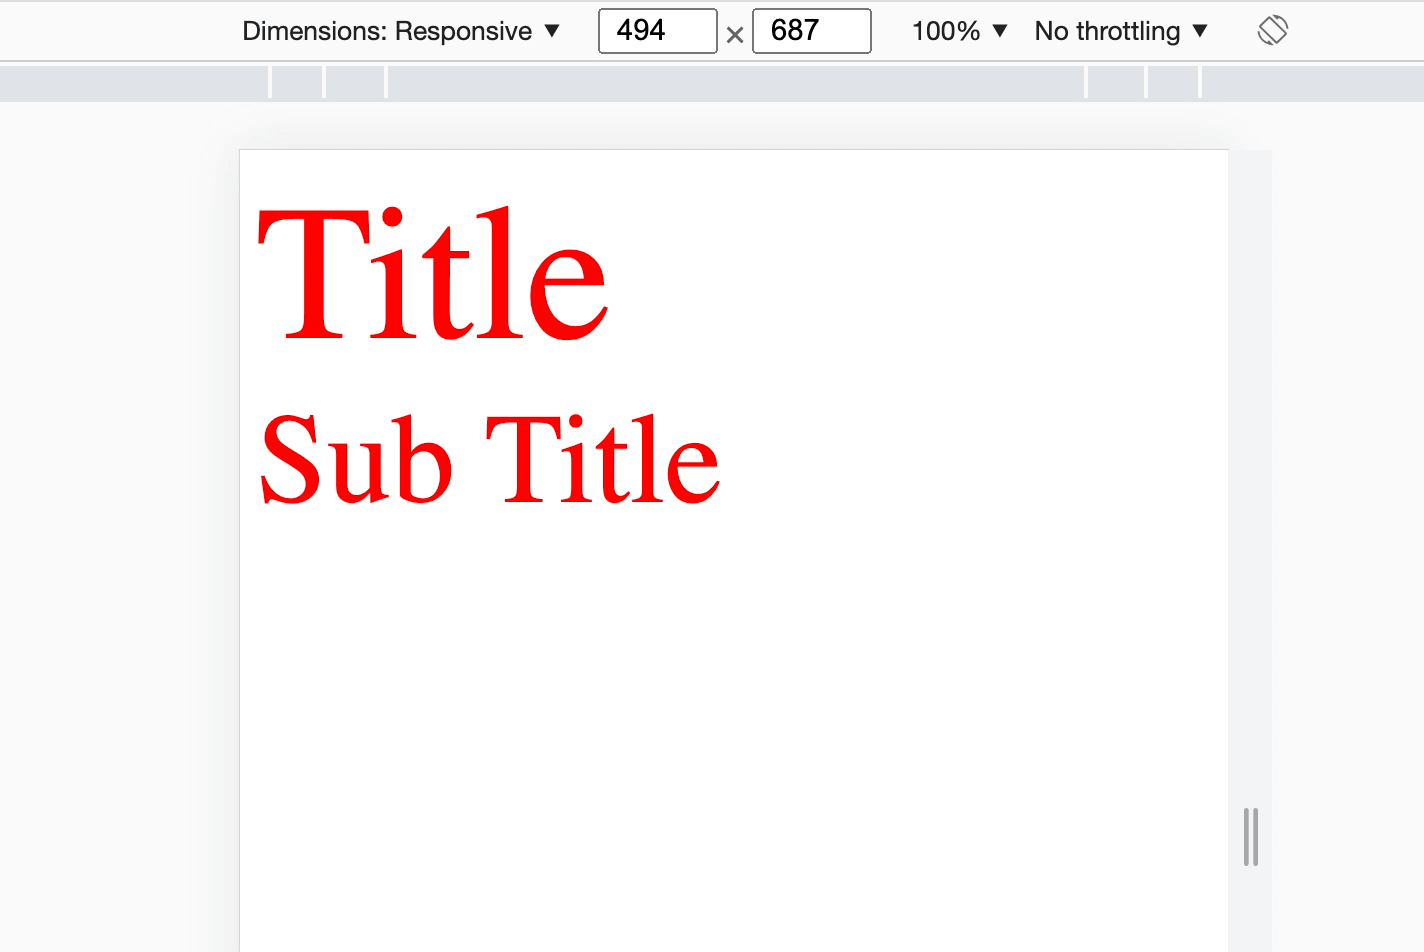 Dimensions: Responsive ▼ 494 × 687 100% ▼ No throttling ▼
Title
Sub Title